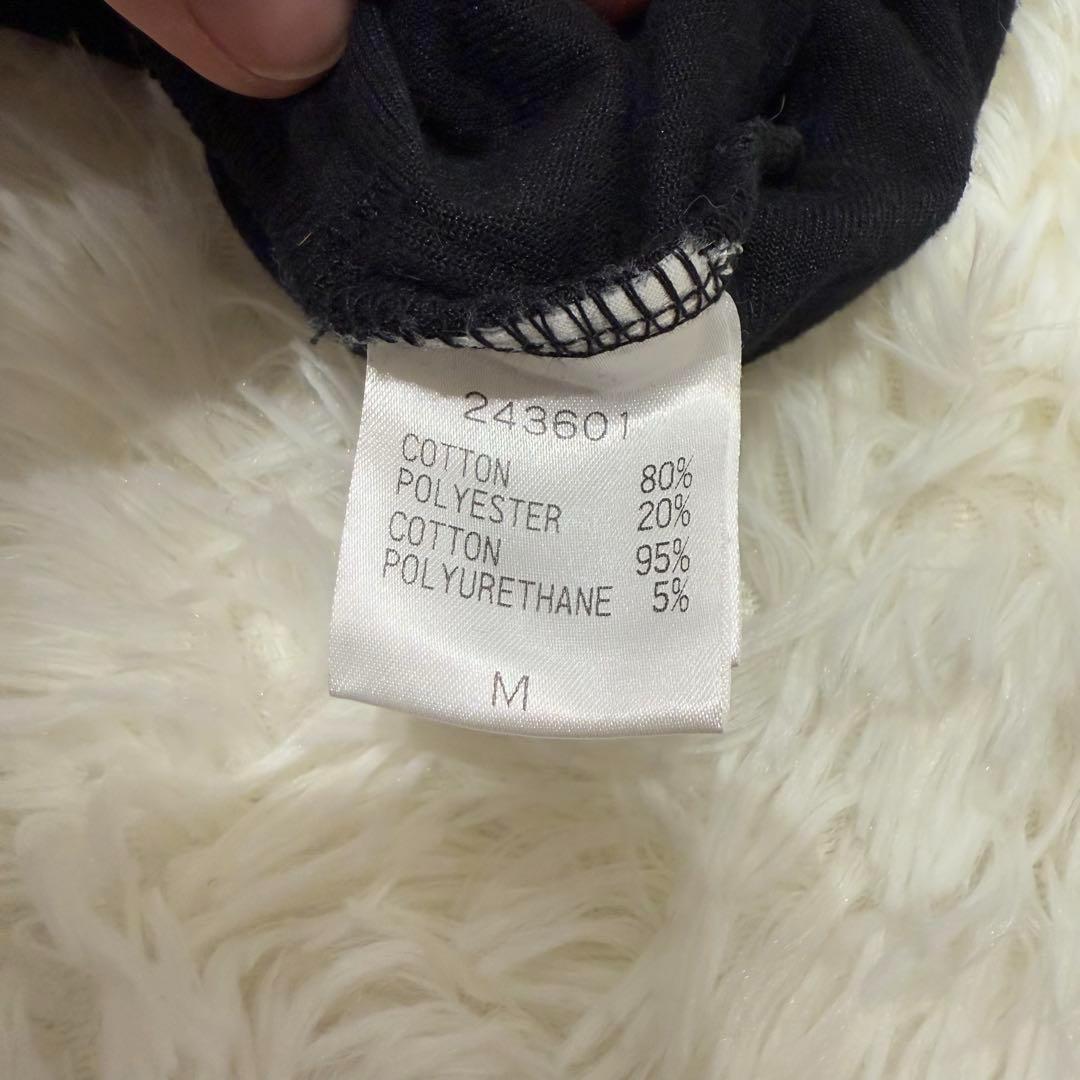 243601
COTTON 80%
POLYESTER 20%
COTTON 95%
POLYURETHANE 5%
M